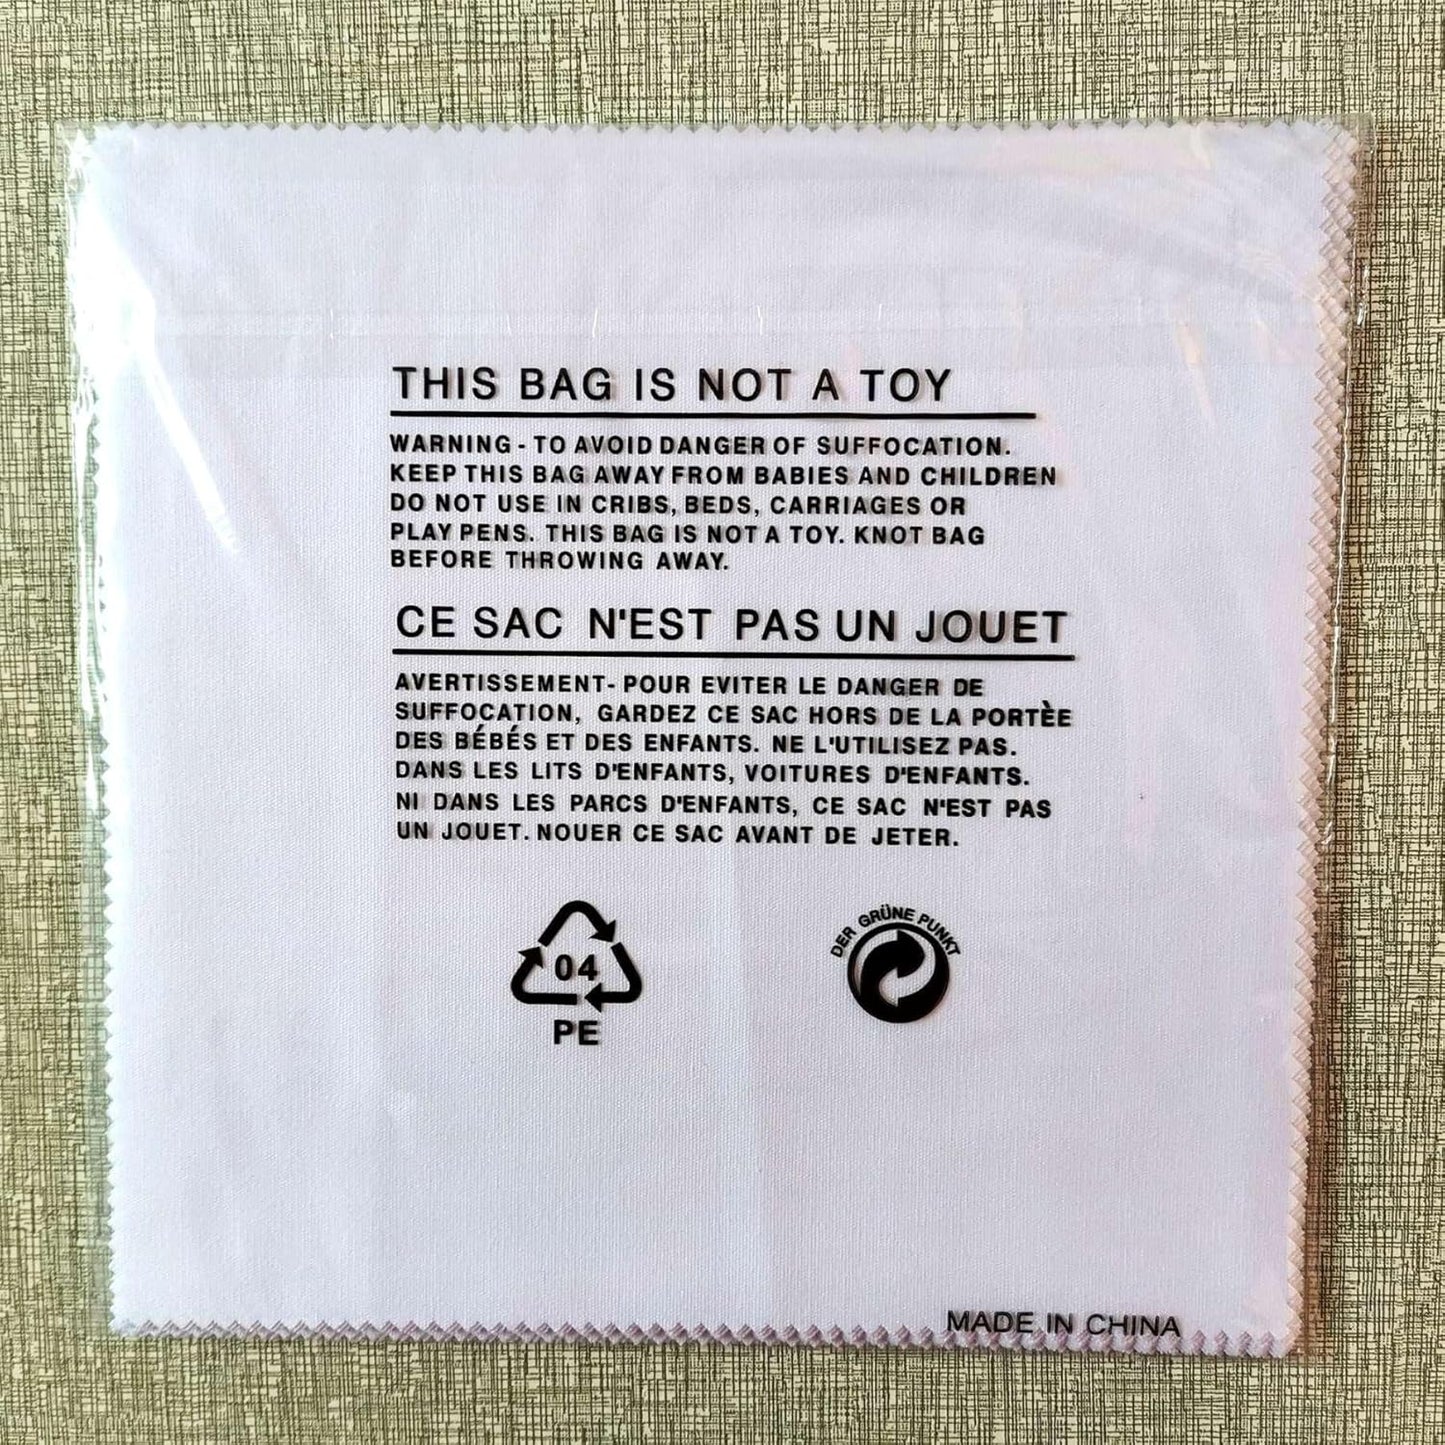 THIS BAG IS NOT A TOY
WARNING - TO AVOID DANGER OF SUFFOCATION.
KEEP THIS BAG AWAY FROM BABIES AND CHILDREN
DO NOT USE IN CRIBS, BEDS, CARRIAGES OR
PLAY PENS. THIS BAG IS NOT A TOY. KNOT BAG
BEFORE THROWING AWAY.
CE SAC N'EST PAS UN JOUET
AVERTISSEMENT- POUR EVITER LE DANGER DE
SUFFOCATION, GARDEZ CE SAC HORS DE LA PORTÈE
DES BÉBÉS ET DES ENFANTS. NE L'UTILISEZ PAS.
DANS LES LITS D'ENFANTS, VOITURES D'ENFANTS.
NI DANS LES PARCS D'ENFANTS, CE SAC N'EST PAS
UN JOUET. NOUER CE SAC AVANT DE JETER.
04
PE
DER GRÜNE PUNKT
MADE IN CHINA